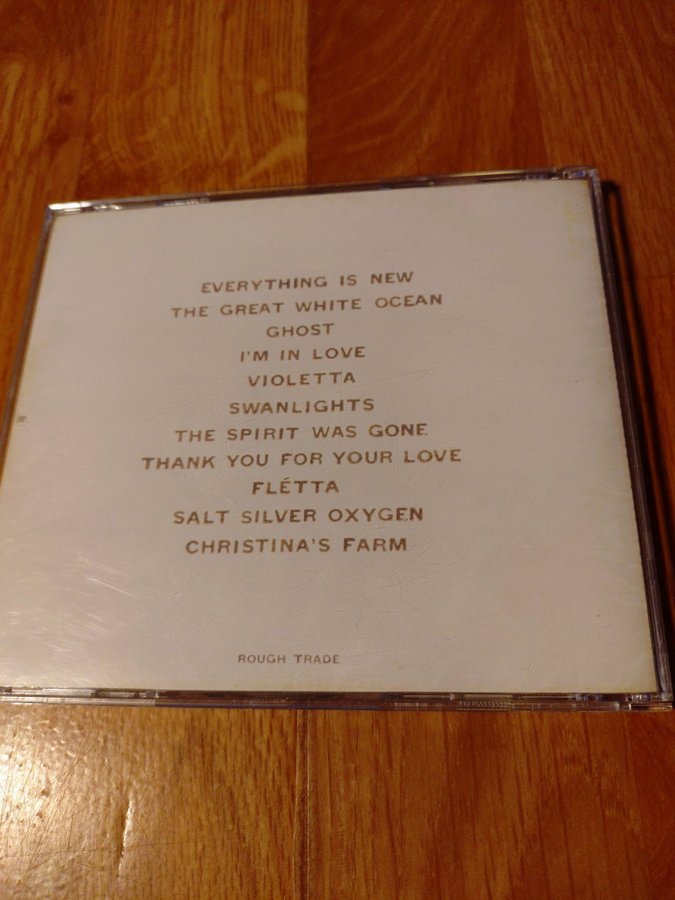 EVERYTHING IS NEW
THE GREAT WHITE OCEAN
GHOST
I'M IN LOVE
VIOLETTA
SWANLIGHTS
THE SPIRIT WAS GONE
THANK YOU FOR YOUR LOVE
FLÉTTA
SALT SILVER OXYGEN
CHRISTINA'S FARM
ROUGH TRADE